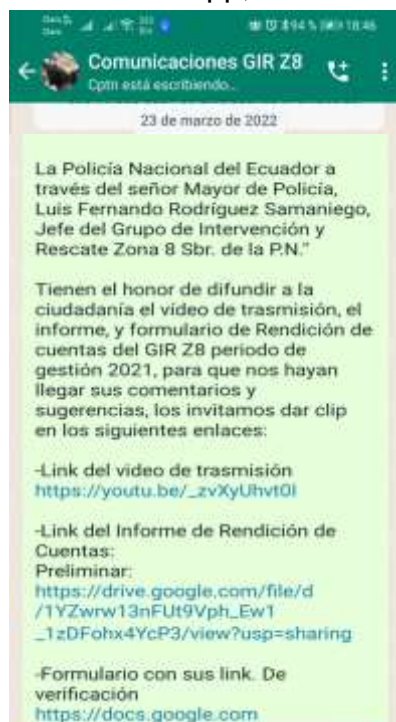 94 % 18:46
Comunicaciones GIR Z8
Cptn está escribiendo...
23 de marzo de 2022
La Policía Nacional del Ecuador a
través del señor Mayor de Policía,
Luis Fernando Rodríguez Samaniego,
Jefe del Grupo de Intervención y
Rescate Zona 8 Sbr. de la P.N."
Tienen el honor de difundir a la
ciudadanía el vídeo de trasmisión, el
informe, y formulario de Rendición de
cuentas del GIR Z8 periodo de
gestión 2021, para que nos hayan
llegar sus comentarios y
sugerencias, los invitamos dar clip
en los siguientes enlaces:
-Link del video de trasmisión
https://youtu.be/_zvXyUhvt0I
-Link del Informe de Rendición de
Cuentas:
Preliminar:
https://drive.google.com/file/d
/1YZwrw13nFUt9Vph_Ew1
_1zDFohx4YcP3/view?usp=sharing
-Formulario con sus link. De
verificación
https://docs.google.com